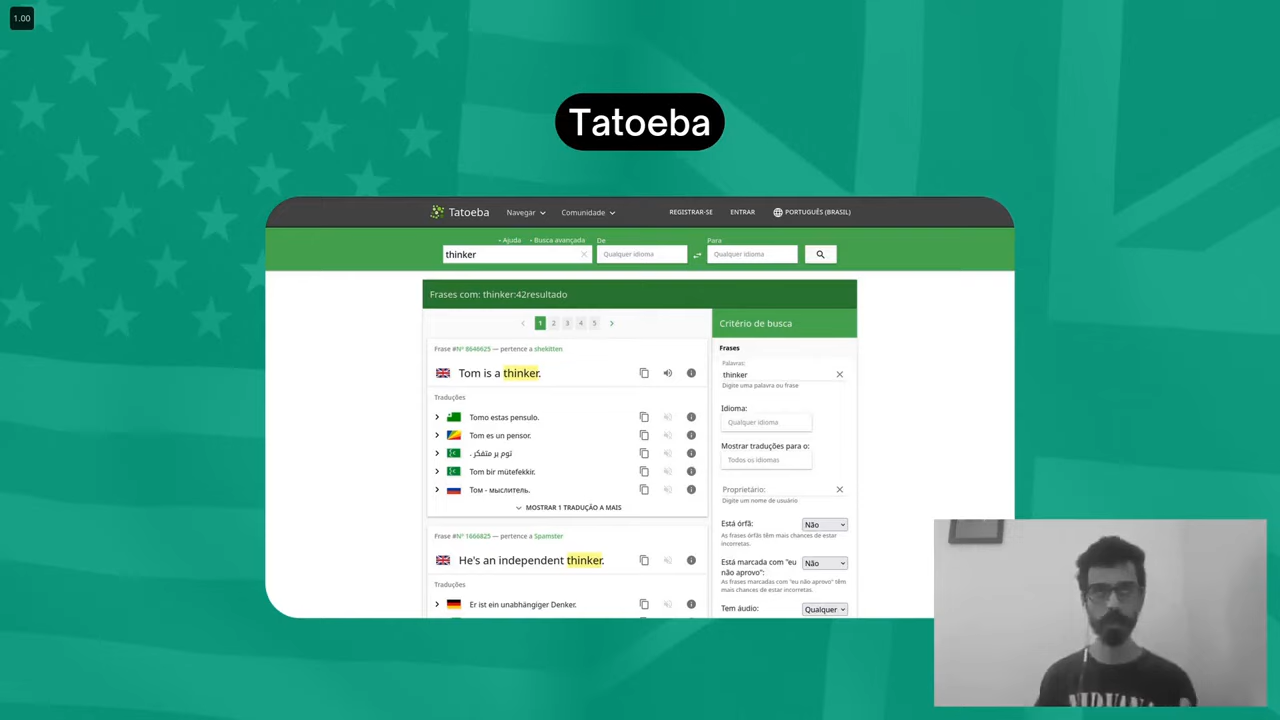 1.00
Tatoeba
Tatoeba Navegar Comunidade REGISTRAR-SE ENTRAR PORTUGUÊS (BRASIL)
• Ajuda • Busca avançada De Para
thinker Qualquer idioma Qualquer idioma
Frases com: thinker:42resultado
1 2 3 4 5
Frase #Nº 8646625 — pertence a shekitten
Tom is a thinker.
Traduções
Tomo estas pensulo.
Tom es un pensor.
توم بر متفكر .
Tom bir mütefekkir.
Том - мыслитель.
MOSTRAR 1 TRADUÇÃO A MAIS
Frase #Nº 1666825 — pertence a Spamster
He's an independent thinker.
Traduções
Er ist ein unabhängiger Denker.
Critério de busca
Frases
Palavras:
thinker
Digite uma palavra ou frase
Idioma:
Qualquer idioma
Mostrar traduções para o:
Todos os idiomas
Proprietário:
Digite um nome de usuário
Está órfã: Não
As frases órfãs têm mais chances de estar
incorretas.
Está marcada com "eu Não
não aprovo":
As frases marcadas com "eu não aprovo" têm
mais chances de estar incorretas.
Tem áudio: Qualquer